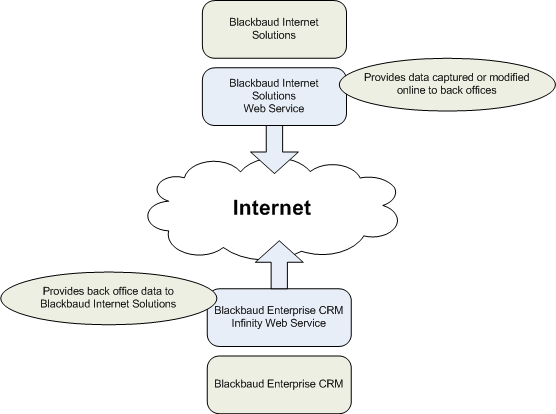 Blackbaud Internet
Solutions
Blackbaud Internet
Solutions
Web Service
Provides data captured or modified
online to back offices
Internet
Provides back office data to
Blackbaud Internet Solutions
Blackbaud Enterprise CRM
Infinity Web Service
Blackbaud Enterprise CRM